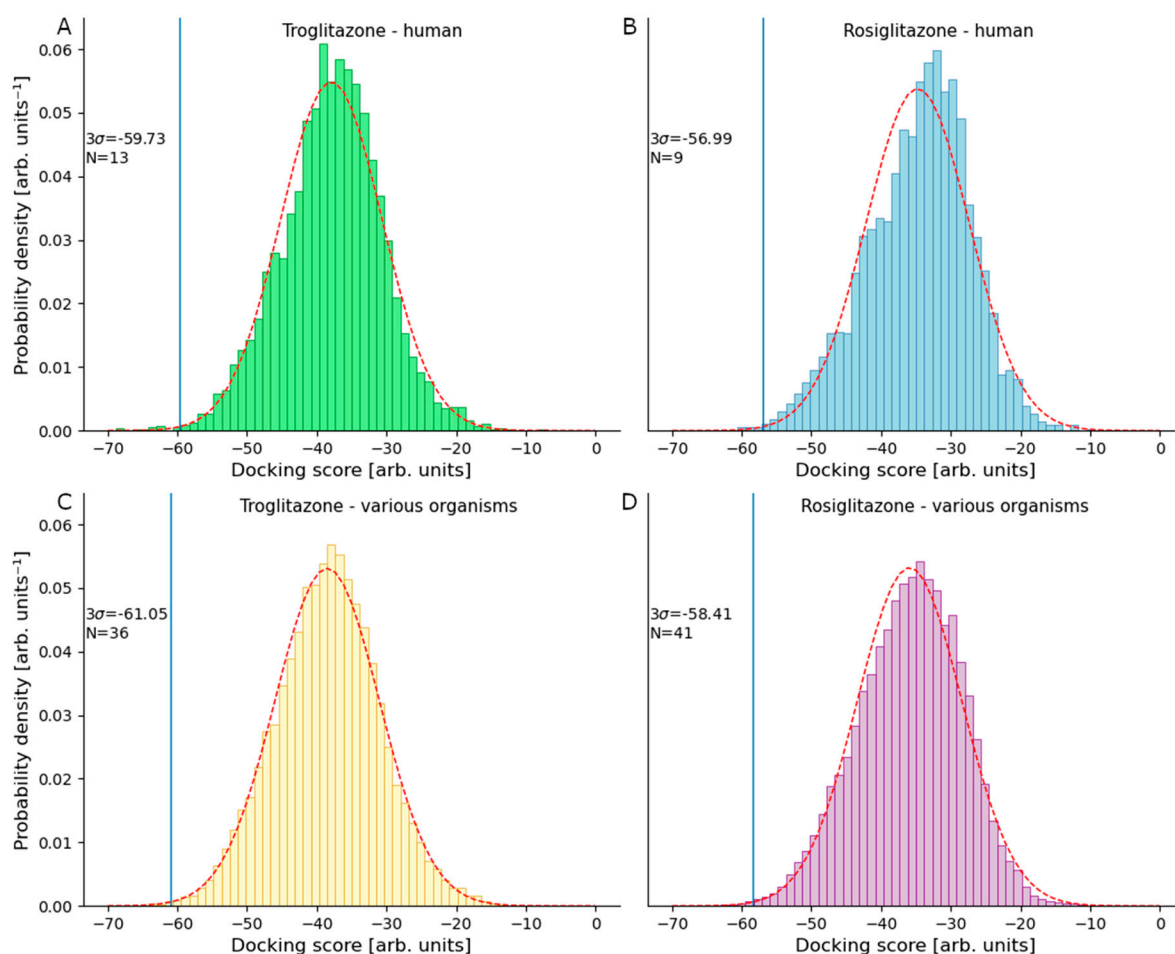 A
Troglitazone - human
Probability density [arb. units⁻¹]
0.06
0.05
0.04
0.03
0.02
0.01
0.00
3σ=-59.73
N=13
−70 −60 −50 −40 −30 −20 −10 0
Docking score [arb. units]
B
Rosiglitazone - human
3σ=-56.99
N=9
−70 −60 −50 −40 −30 −20 −10 0
Docking score [arb. units]
C
Troglitazone - various organisms
Probability density [arb. units⁻¹]
0.06
0.05
0.04
0.03
0.02
0.01
0.00
3σ=-61.05
N=36
−70 −60 −50 −40 −30 −20 −10 0
Docking score [arb. units]
D
Rosiglitazone - various organisms
3σ=-58.41
N=41
−70 −60 −50 −40 −30 −20 −10 0
Docking score [arb. units]